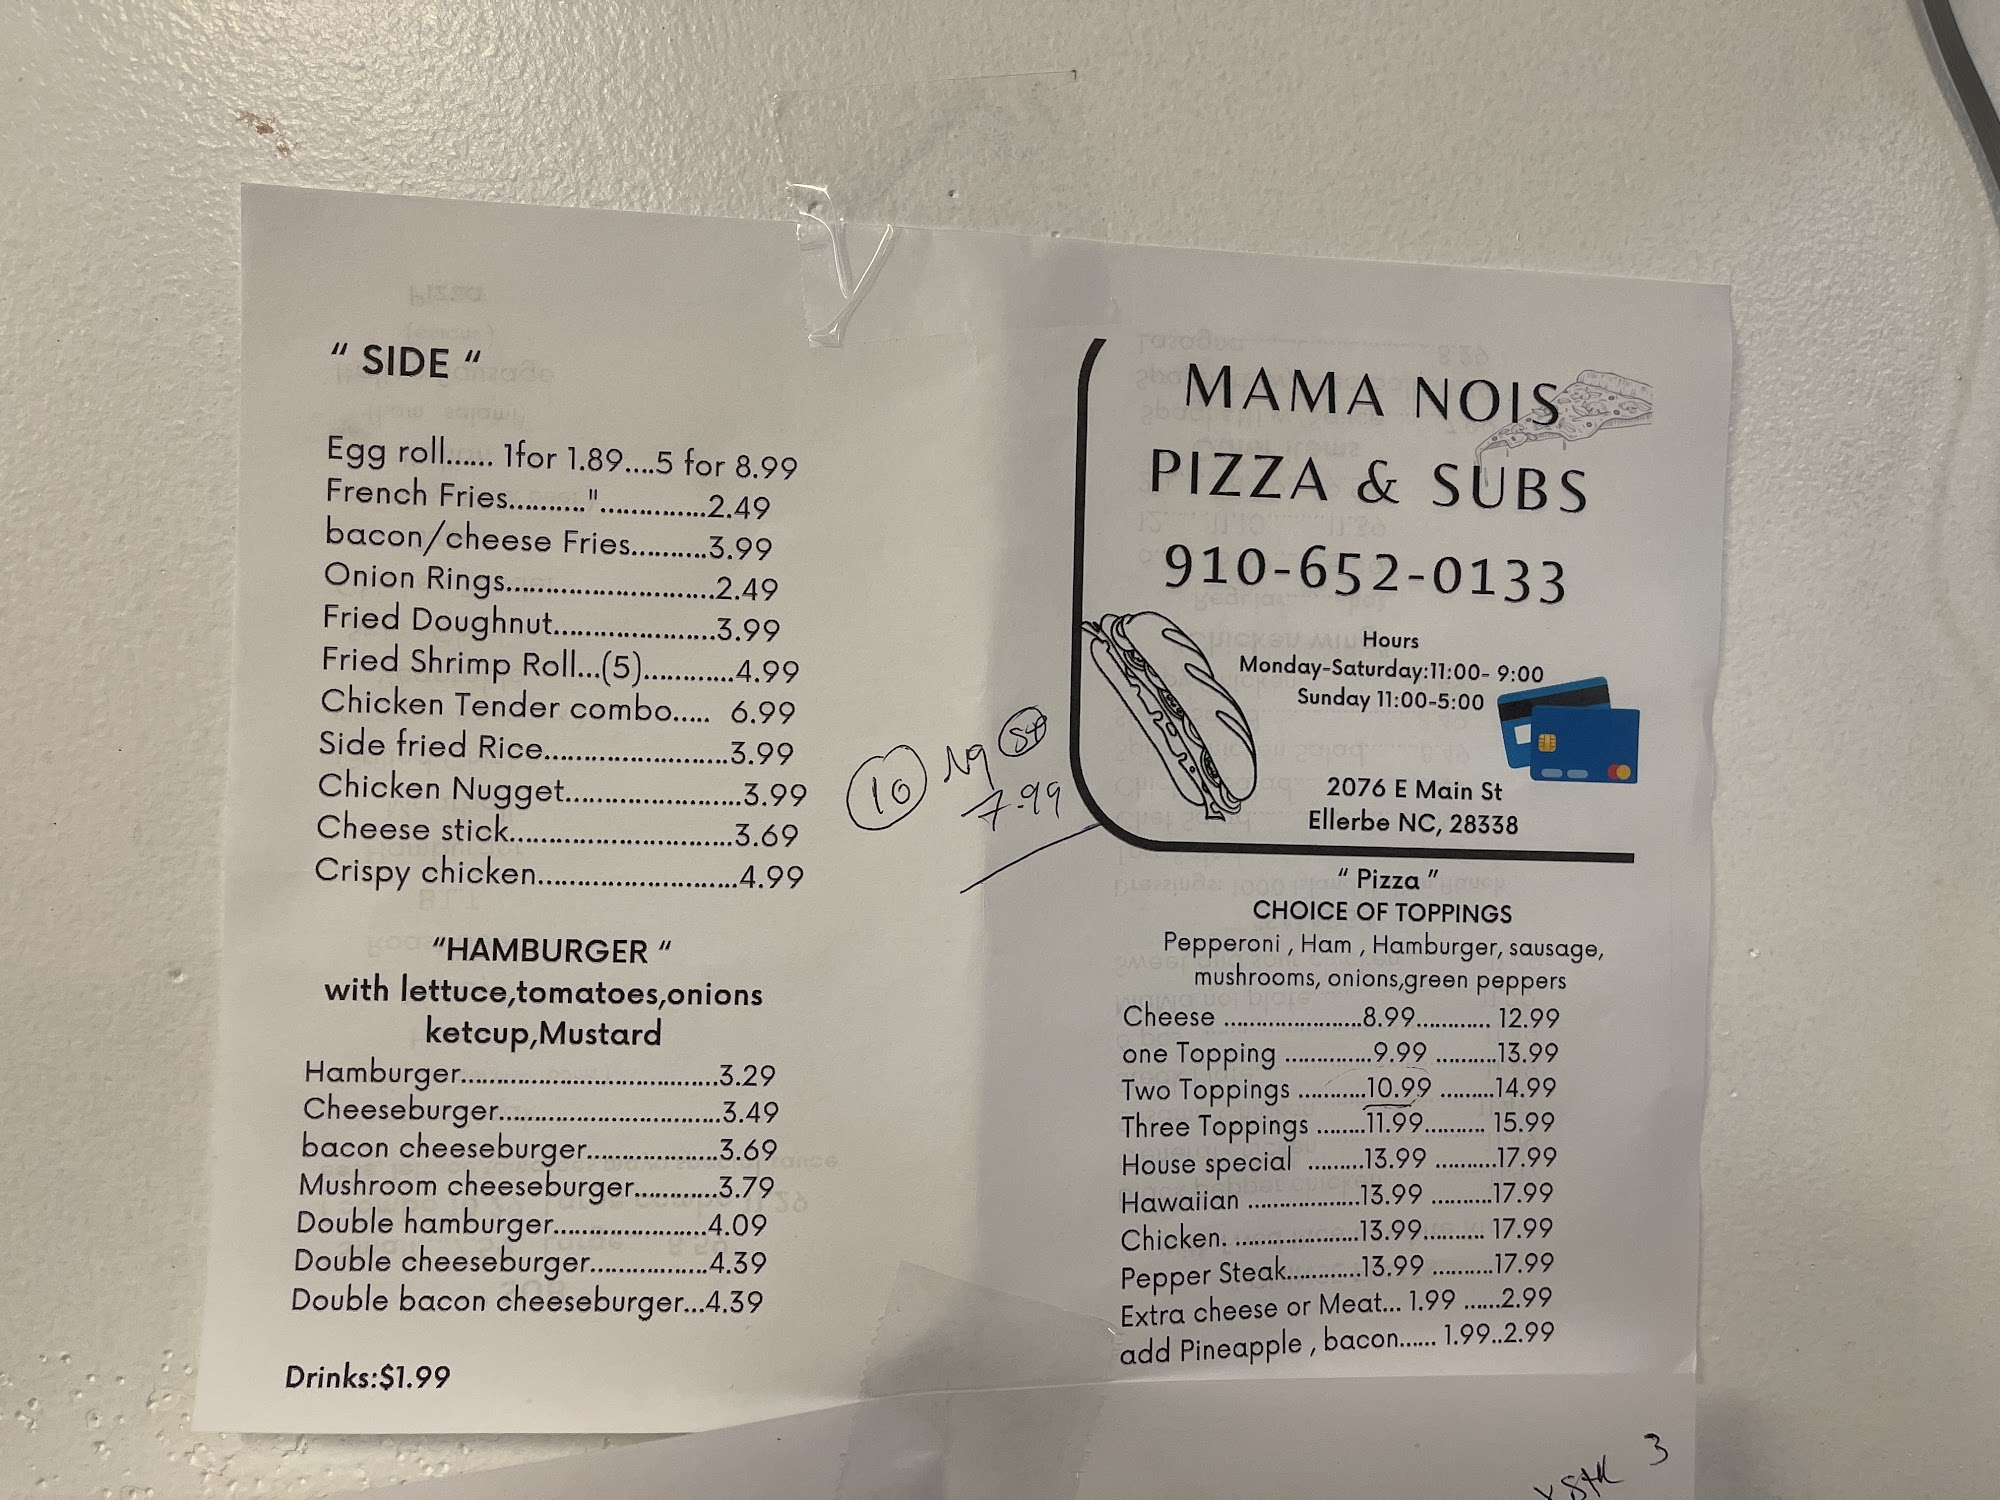 “ SIDE “
Egg roll...... 1for 1.89....5 for 8.99
French Fries..........".............. 2.49
bacon/cheese Fries..........3.99
Onion Rings............................2.49
Fried Doughnut......................3.99
Fried Shrimp Roll...(5)............4.99
Chicken Tender combo..... 6.99
Side fried Rice.........................3.99
Chicken Nugget........................3.99
Cheese stick..............................3.69
Crispy chicken...........................4.99
“HAMBURGER “
with lettuce,tomatoes,onions
ketcup,Mustard
Hamburger...................................3.29
Cheeseburger..............................3.49
bacon cheeseburger..................3.69
Mushroom cheeseburger...........3.79
Double hamburger.....................4.09
Double cheeseburger.................4.39
Double bacon cheeseburger...4.39
Drinks:$1.99
10
7.99
MAMA NOIS
PIZZA & SUBS
910-652-0133
Hours
Monday-Saturday:11:00- 9:00
Sunday 11:00-5:00
2076 E Main St
Ellerbe NC, 28338
“ Pizza ”
CHOICE OF TOPPINGS
Pepperoni , Ham , Hamburger, sausage,
mushrooms, onions,green peppers
Cheese .......................8.99............ 12.99
one Topping ..............9.99 ..........13.99
Two Toppings ...........10.99 .........14.99
Three Toppings ........11.99.......... 15.99
House special .........13.99 ..........17.99
Hawaiian ...................13.99 ..........17.99
Chicken. .....................13.99.......... 17.99
Pepper Steak.............13.99 ..........17.99
Extra cheese or Meat... 1.99 ......2.99
add Pineapple , bacon...... 1.99..2.99
3